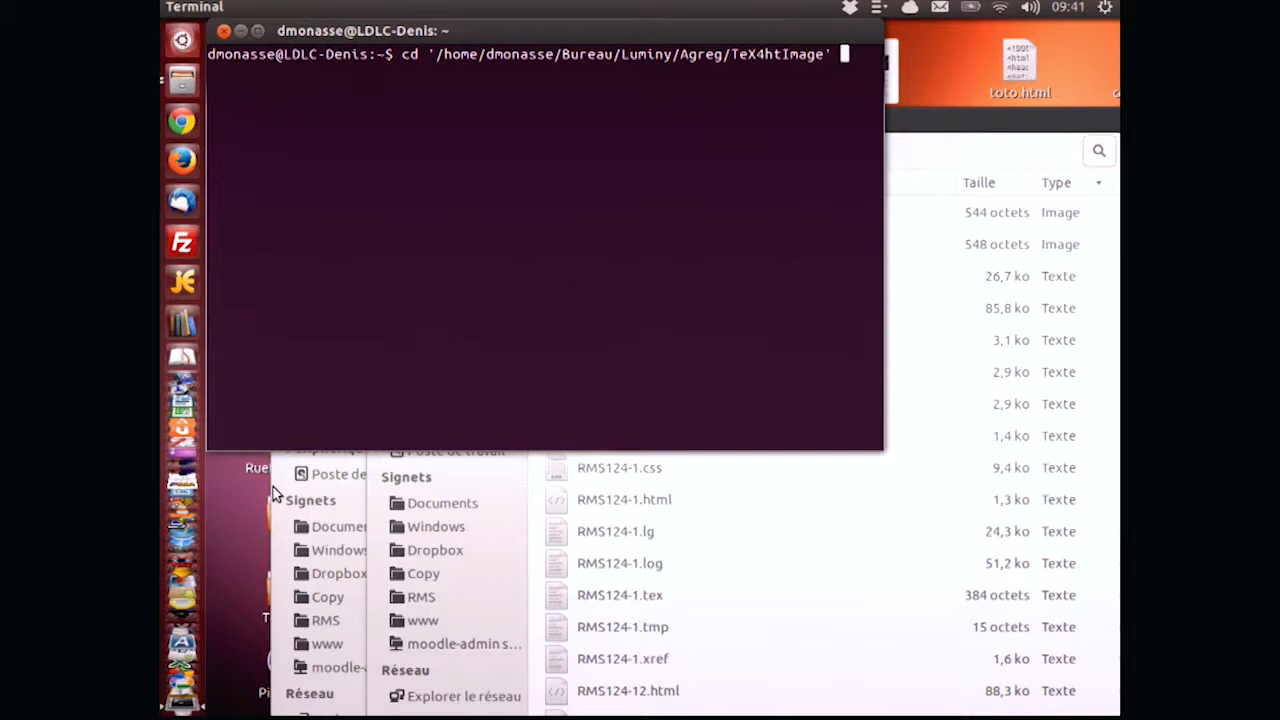 Terminal
09:41
dmonasse@LDLC-Denis: ~
dmonasse@LDLC-Denis:~$ cd '/home/dmonasse/Bureau/Luminy/Agreg/TeX4htImage'
toto.html
Taille Type
544 octets Image
548 octets Image
26,7 ko Texte
85,8 ko Texte
3,1 ko Texte
2,9 ko Texte
2,9 ko Texte
1,4 ko Texte
RMS124-1.css 9,4 ko Texte
RMS124-1.html 1,3 ko Texte
RMS124-1.lg 24,3 ko Texte
RMS124-1.log 51,2 ko Texte
RMS124-1.tex 384 octets Texte
RMS124-1.tmp 15 octets Texte
RMS124-1.xref 1,6 ko Texte
RMS124-12.html 88,3 ko Texte
Rue
Poste de
Signets
Docume
Windows
Dropbox
Copy
RMS
www
moodle-
Réseau
Poste de travail
Signets
Documents
Windows
Dropbox
Copy
RMS
www
moodle-admin s...
Réseau
Explorer le réseau